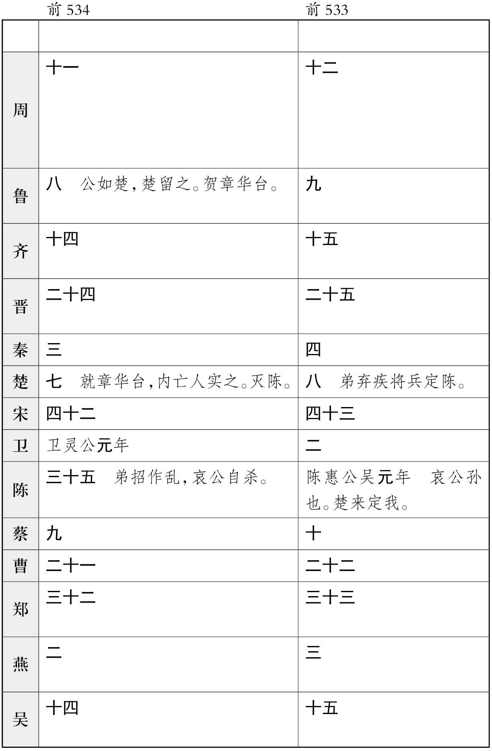 前 534 前 533
周 十一 十二
鲁 八 公如楚，楚留之。贺章华台。 九
齐 十四 十五
晋 二十四 二十五
秦 三 四
楚 七 就章华台，内亡人实之。灭陈。 八 弟弃疾将兵定陈。
宋 四十二 四十三
卫 卫灵公元年 二
陈 三十五 弟招作乱，哀公自杀。 陈惠公吴元年 哀公孙
也。楚来定我。
蔡 九 十
曹 二十一 二十二
郑 三十二 三十三
燕 二 三
吴 十四 十五